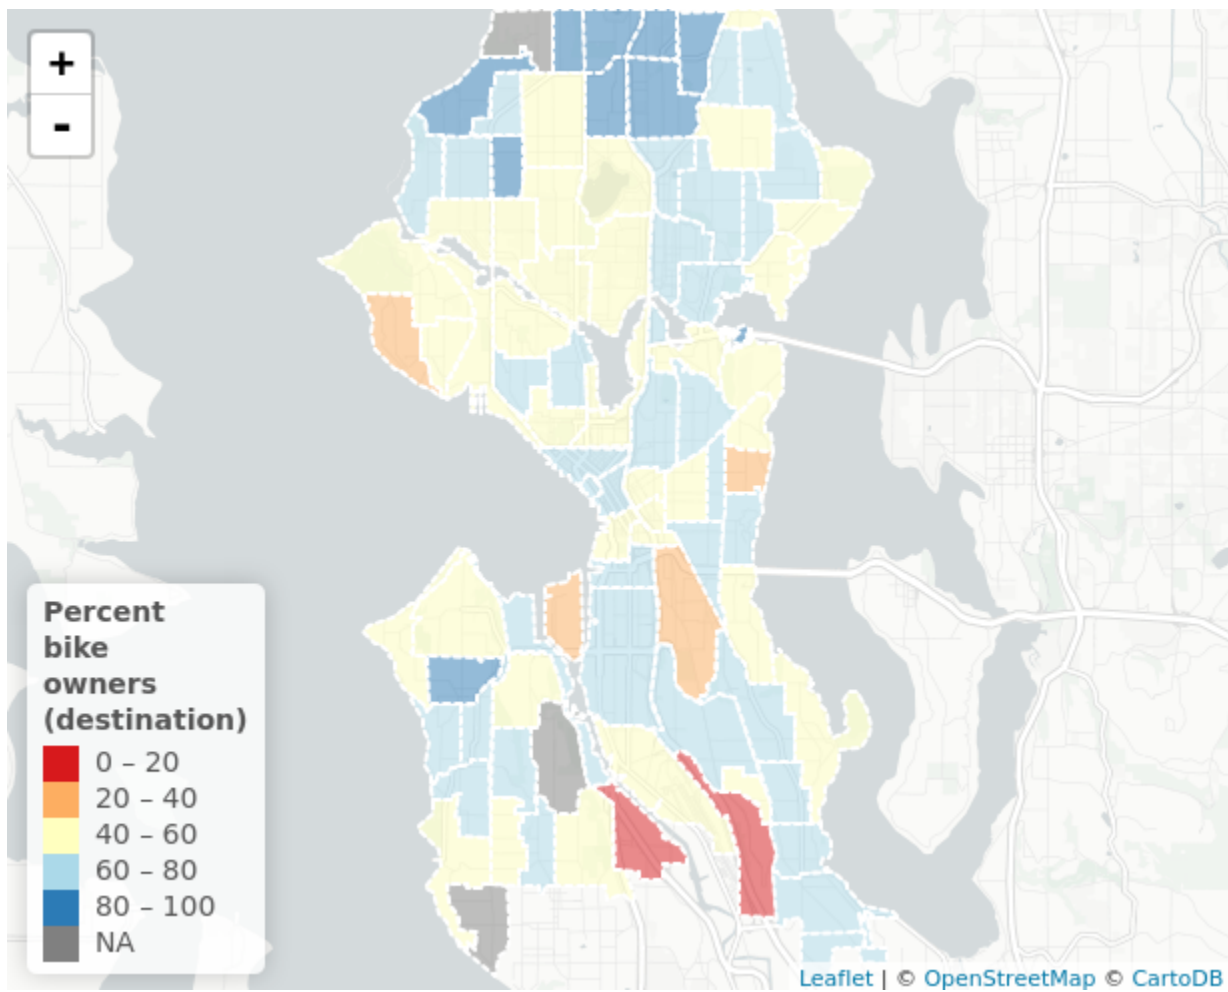 +
-
Percent
bike
owners
(destination)
0 – 20
20 – 40
40 – 60
60 – 80
80 – 100
NA
Leaflet | © OpenStreetMap © CartoDB